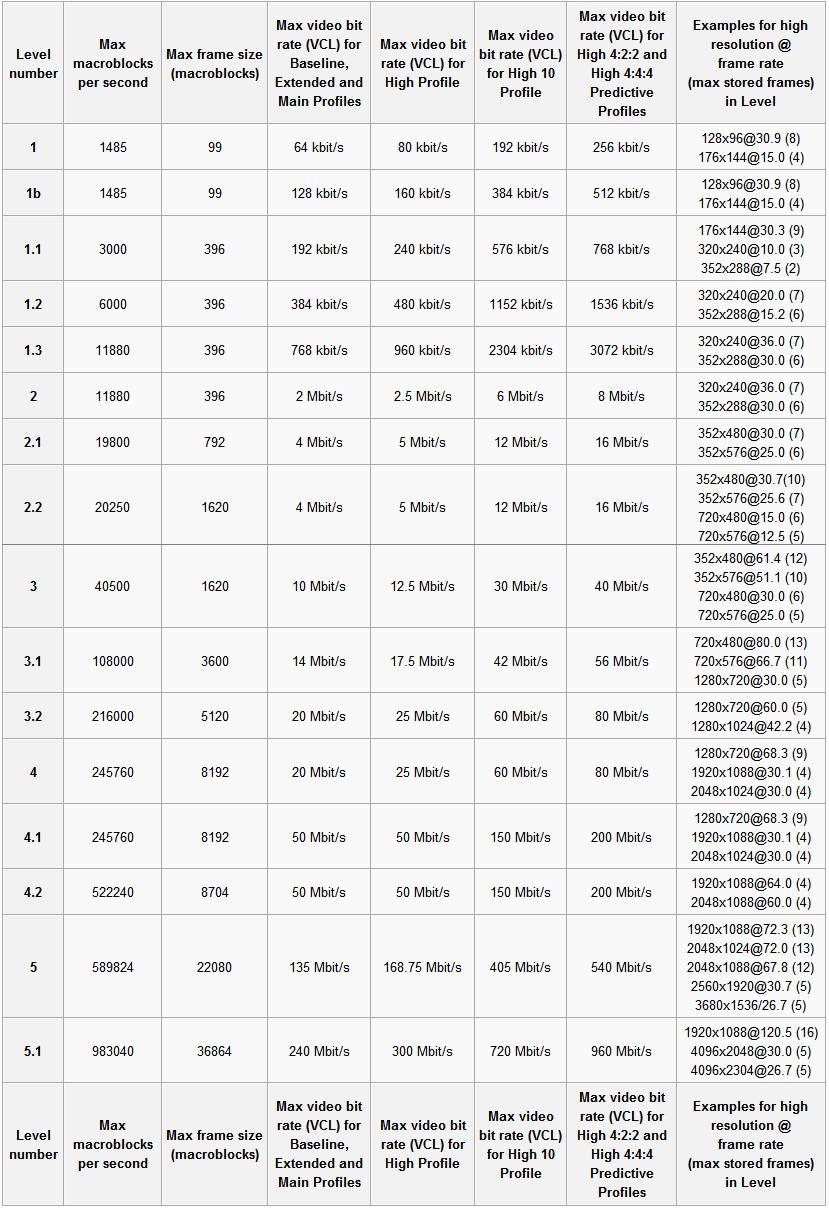 Level number
Max macroblocks per second
Max frame size (macroblocks)
Max video bit rate (VCL) for Baseline, Extended and Main Profiles
Max video bit rate (VCL) for High Profile
Max video bit rate (VCL) for High 10 Profile
Max video bit rate (VCL) for High 4:2:2 and High 4:4:4 Predictive Profiles
Examples for high resolution @ frame rate (max stored frames) in Level
1 1485 99 64 kbit/s 80 kbit/s 192 kbit/s 256 kbit/s 128x96@30.9 (8)
176x144@15.0 (4)
1b 1485 99 128 kbit/s 160 kbit/s 384 kbit/s 512 kbit/s 128x96@30.9 (8)
176x144@15.0 (4)
1.1 3000 396 192 kbit/s 240 kbit/s 576 kbit/s 768 kbit/s 176x144@30.3 (9)
320x240@10.0 (3)
352x288@7.5 (2)
1.2 6000 396 384 kbit/s 480 kbit/s 1152 kbit/s 1536 kbit/s 320x240@20.0 (7)
352x288@15.2 (6)
1.3 11880 396 768 kbit/s 960 kbit/s 2304 kbit/s 3072 kbit/s 320x240@36.0 (7)
352x288@30.0 (6)
2 11880 396 2 Mbit/s 2.5 Mbit/s 6 Mbit/s 8 Mbit/s 320x240@36.0 (7)
352x288@30.0 (6)
2.1 19800 792 4 Mbit/s 5 Mbit/s 12 Mbit/s 16 Mbit/s 352x480@30.0 (7)
352x576@25.0 (6)
2.2 20250 1620 4 Mbit/s 5 Mbit/s 12 Mbit/s 16 Mbit/s 352x480@30.7(10)
352x576@25.6 (7)
720x480@15.0 (6)
720x576@12.5 (5)
3 40500 1620 10 Mbit/s 12.5 Mbit/s 30 Mbit/s 40 Mbit/s 352x480@61.4 (12)
352x576@51.1 (10)
720x480@30.0 (6)
720x576@25.0 (5)
3.1 108000 3600 14 Mbit/s 17.5 Mbit/s 42 Mbit/s 56 Mbit/s 720x480@80.0 (13)
720x576@66.7 (11)
1280x720@30.0 (5)
3.2 216000 5120 20 Mbit/s 25 Mbit/s 60 Mbit/s 80 Mbit/s 1280x720@60.0 (5)
1280x1024@42.2 (4)
4 245760 8192 20 Mbit/s 25 Mbit/s 60 Mbit/s 80 Mbit/s 1280x720@68.3 (9)
1920x1088@30.1 (4)
2048x1024@30.0 (4)
4.1 245760 8192 50 Mbit/s 50 Mbit/s 150 Mbit/s 200 Mbit/s 1280x720@68.3 (9)
1920x1088@30.1 (4)
2048x1024@30.0 (4)
4.2 522240 8704 50 Mbit/s 50 Mbit/s 150 Mbit/s 200 Mbit/s 1920x1088@64.0 (4)
2048x1088@60.0 (4)
5 589824 22080 135 Mbit/s 168.75 Mbit/s 405 Mbit/s 540 Mbit/s 1920x1088@72.3 (13)
2048x1024@72.0 (13)
2048x1088@67.8 (12)
2560x1920@30.7 (5)
3680x1536/26.7 (5)
5.1 983040 36864 240 Mbit/s 300 Mbit/s 720 Mbit/s 960 Mbit/s 1920x1088@120.5 (16)
4096x2048@30.0 (5)
4096x2304@26.7 (5)
Level number
Max macroblocks per second
Max frame size (macroblocks)
Max video bit rate (VCL) for Baseline, Extended and Main Profiles
Max video bit rate (VCL) for High Profile
Max video bit rate (VCL) for High 10 Profile
Max video bit rate (VCL) for High 4:2:2 and High 4:4:4 Predictive Profiles
Examples for high resolution @ frame rate (max stored frames) in Level